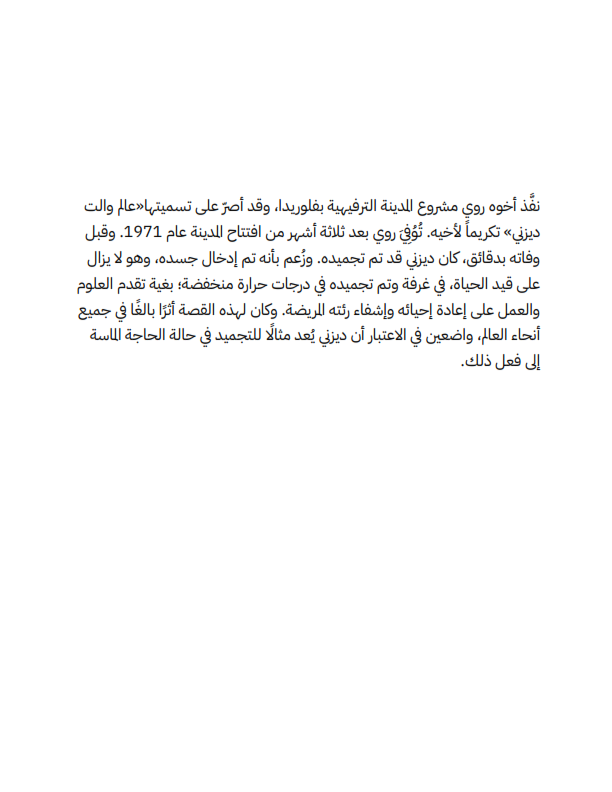 نفَّذ أخوه روي مشروع المدينة الترفيهية بفلوريدا، وقد أصرّ على تسميتها«عالم والت
ديزني» تكريماً لأخيه. تُوُفِيَ روي بعد ثلاثة أشهر من افتتاح المدينة عام 1971. وقبل
وفاته بدقائق، كان ديزني قد تم تجميده. وزُعم بأنه تم إدخال جسده، وهو لا يزال
على قيد الحياة، في غرفة وتم تجميده في درجات حرارة منخفضة؛ بغية تقدم العلوم
والعمل على إعادة إحيائه وإشفاء رئته المريضة. وكان لهذه القصة أثرًا بالغًا في جميع
أنحاء العالم، واضعين في الاعتبار أن ديزني يُعد مثالًا للتجميد في حالة الحاجة الماسة
إلى فعل ذلك.